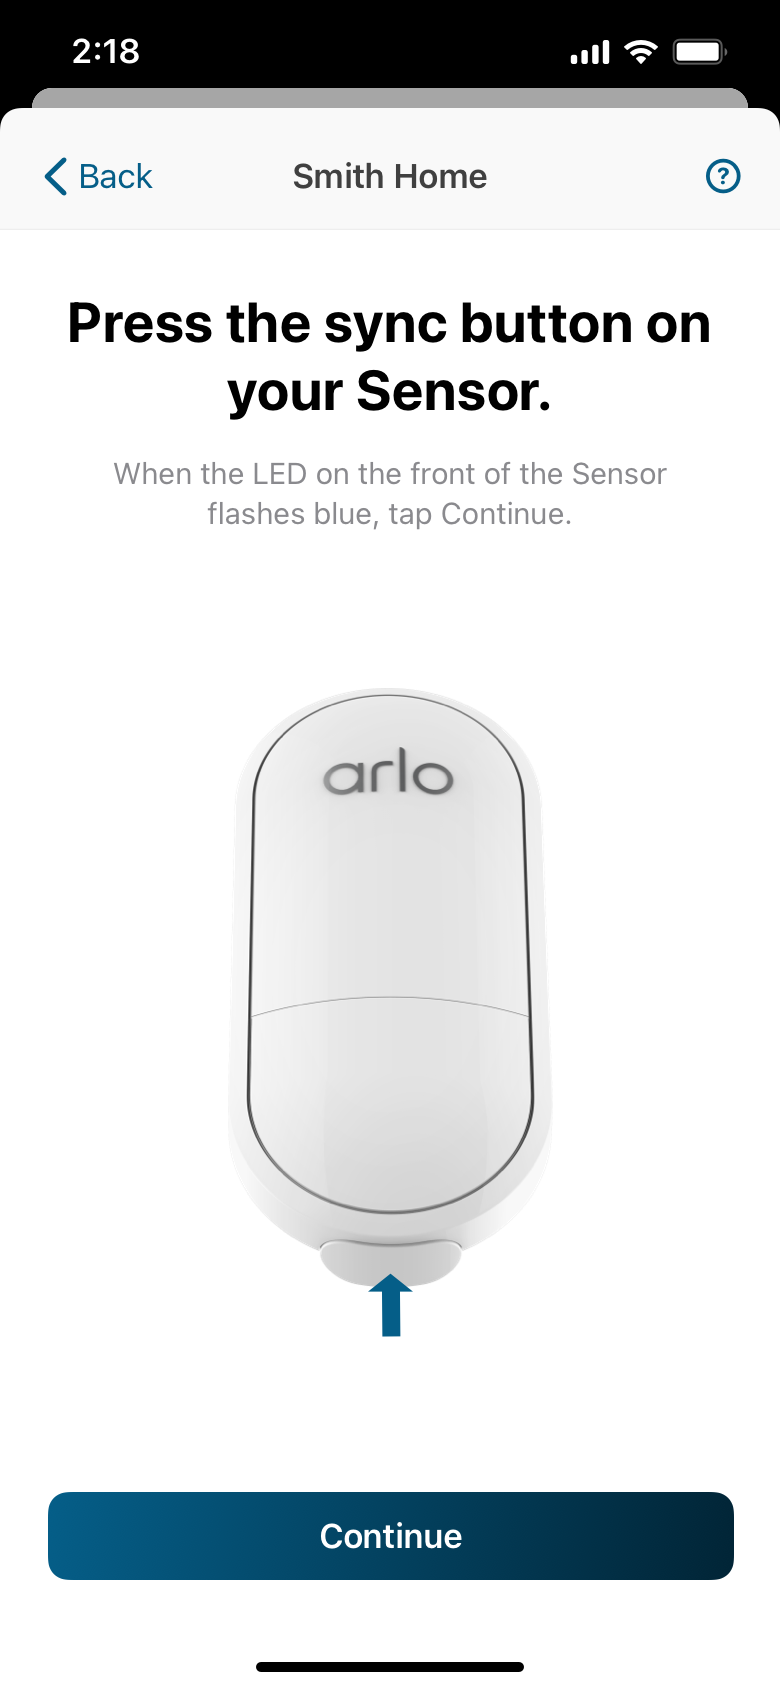 2:18
Back
Smith Home
?
Press the sync button on
your Sensor.
When the LED on the front of the Sensor
flashes blue, tap Continue.
arlo
Continue